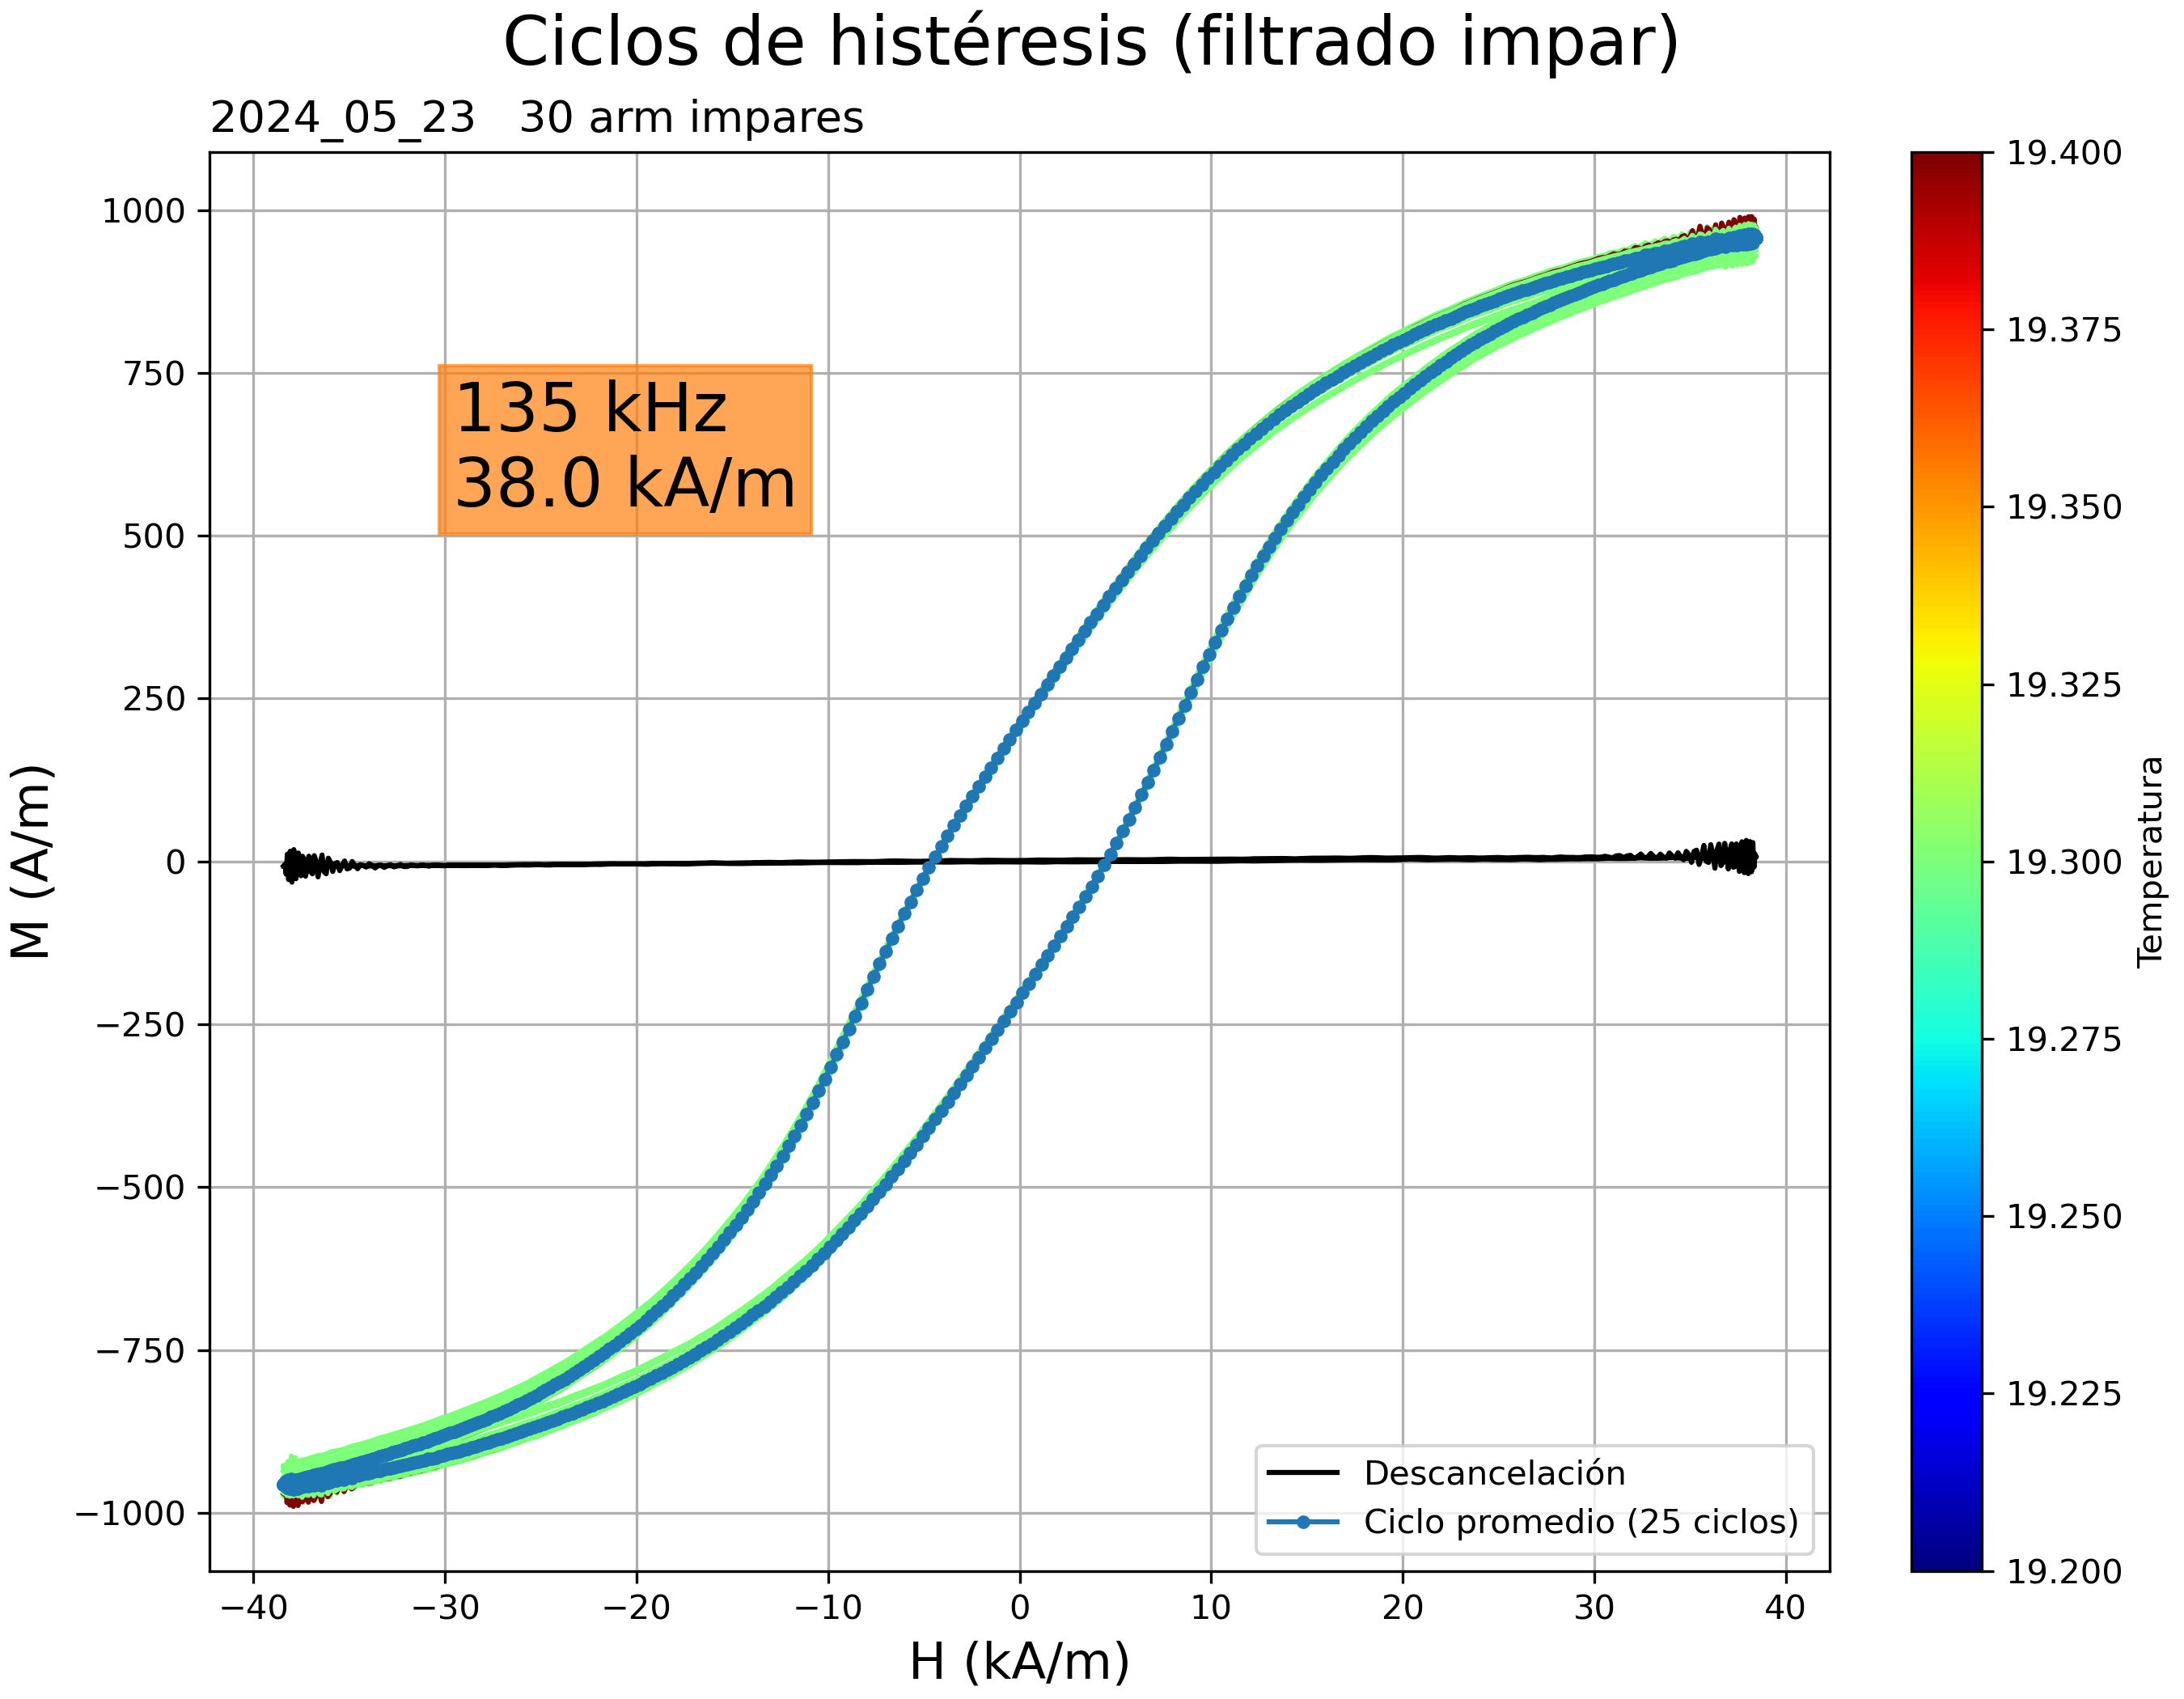 Ciclos de histéresis (filtrado impar)
2024_05_23   30 arm impares
1000
750
500
250
0
−250
−500
−750
−1000
M (A/m)
135 kHz
38.0 kA/m
Descancelación
Ciclo promedio (25 ciclos)
−40 −30 −20 −10 0 10 20 30 40
H (kA/m)
19.400
19.375
19.350
19.325
19.300
19.275
19.250
19.225
19.200
Temperatura